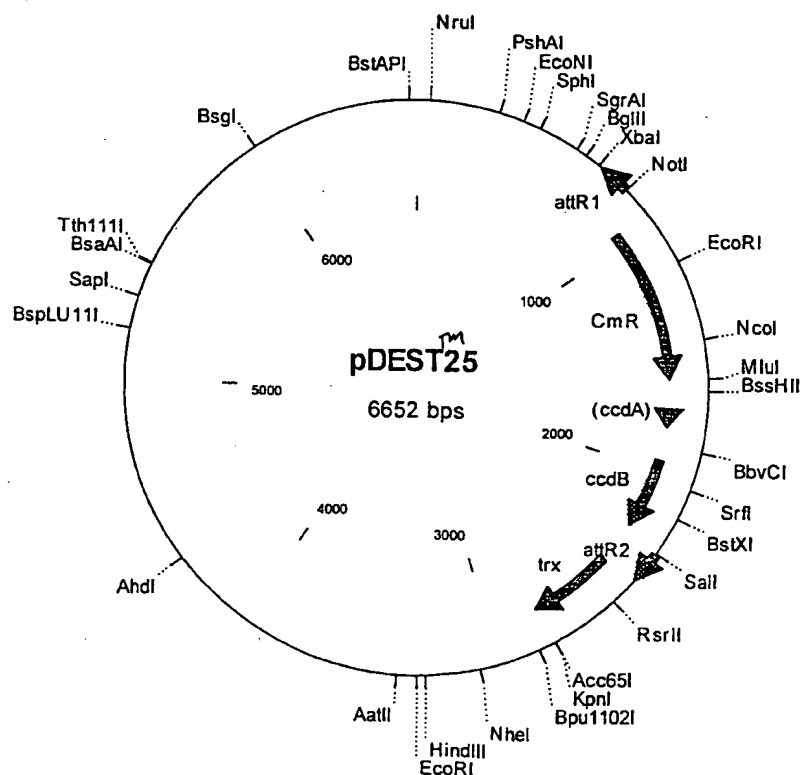 NruI
BstAPI
PshAI
EcoNI
SphI
SgrAI
BglII
XbaI
NotI
BsgI
attR1
Tth111I
BsaAI
SapI
BspLU11I
6000
1000
EcoRI
CmR
NcoI
MluI
BssHII
pDEST™25
6652 bps
5000
(ccdA)
2000
ccdB
BbvCI
SrfI
BstXI
4000
3000
trx
attR2
SalI
AhdI
RsrII
Acc65I
KpnI
Bpu1102I
AatII
NheI
HindIII
EcoRI